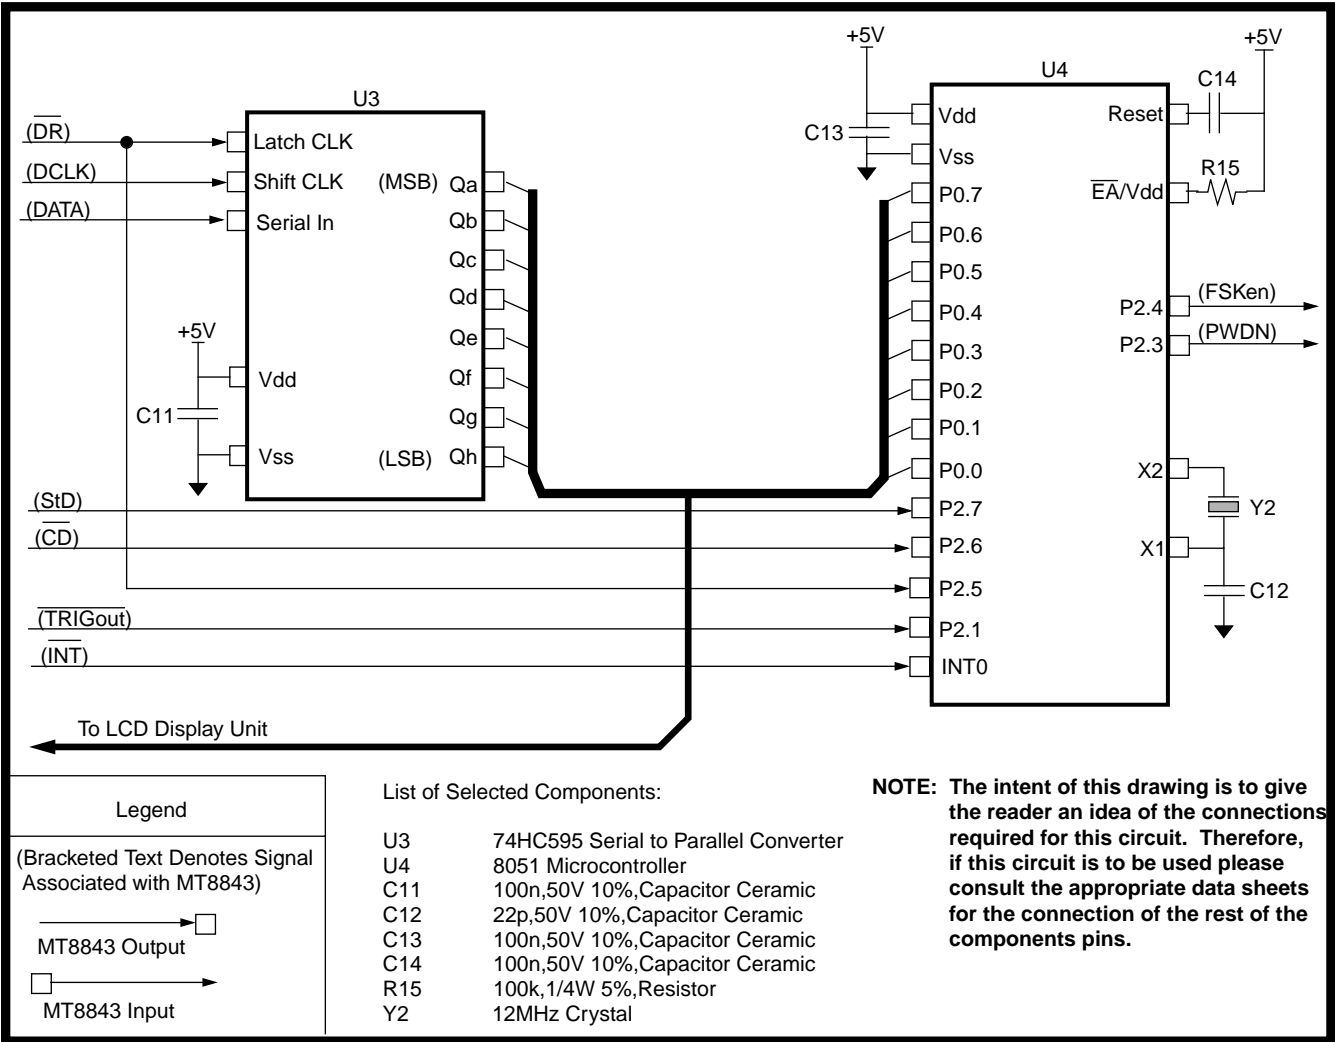 +5V
+5V
U3
U4
C14
C13
R15
(DR)
(DCLK)
(DATA)
Latch CLK
Shift CLK
Serial In
(MSB)
Qa
Qb
Qc
Qd
Qe
Qf
Qg
(LSB)
Qh
+5V
C11
Vdd
Vss
Vdd
Vss
P0.7
P0.6
P0.5
P0.4
P0.3
P0.2
P0.1
P0.0
P2.7
P2.6
P2.5
P2.1
INT0
Reset
EA/Vdd
P2.4
(FSKen)
P2.3
(PWDN)
X2
Y2
X1
C12
(StD)
(CD)
(TRIGout)
(INT)
To LCD Display Unit
Legend
(Bracketed Text Denotes Signal
Associated with MT8843)
MT8843 Output
MT8843 Input
List of Selected Components:
U3 74HC595 Serial to Parallel Converter
U4 8051 Microcontroller
C11 100n,50V 10%,Capacitor Ceramic
C12 22p,50V 10%,Capacitor Ceramic
C13 100n,50V 10%,Capacitor Ceramic
C14 100n,50V 10%,Capacitor Ceramic
R15 100k,1/4W 5%,Resistor
Y2 12MHz Crystal
NOTE: The intent of this drawing is to give
the reader an idea of the connections
required for this circuit. Therefore,
if this circuit is to be used please
consult the appropriate data sheets
for the connection of the rest of the
components pins.